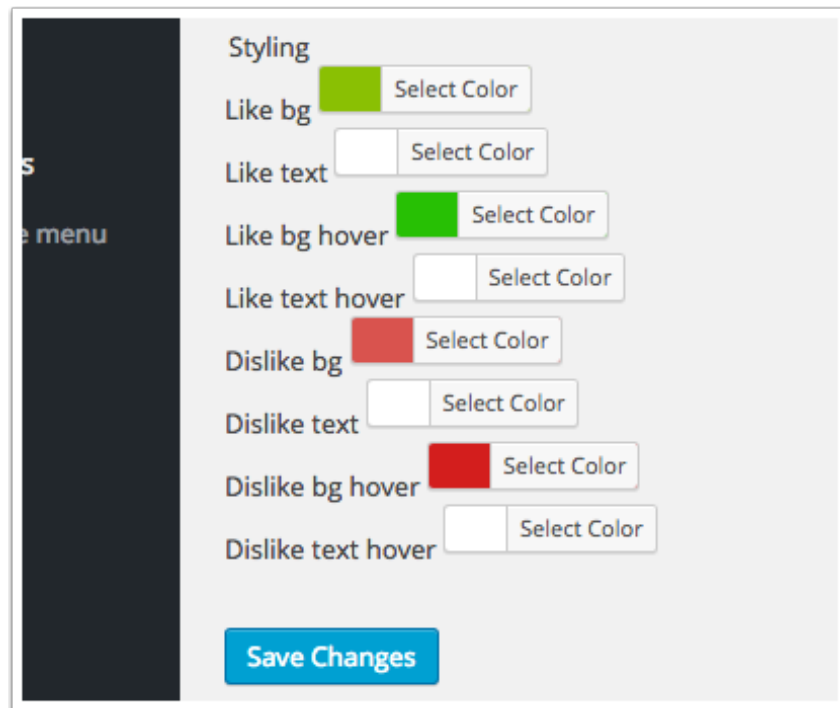 Styling
Like bg Select Color
Like text Select Color
s
Like bg hover Select Color
e menu
Like text hover Select Color
Dislike bg Select Color
Dislike text Select Color
Dislike bg hover Select Color
Dislike text hover Select Color
Save Changes